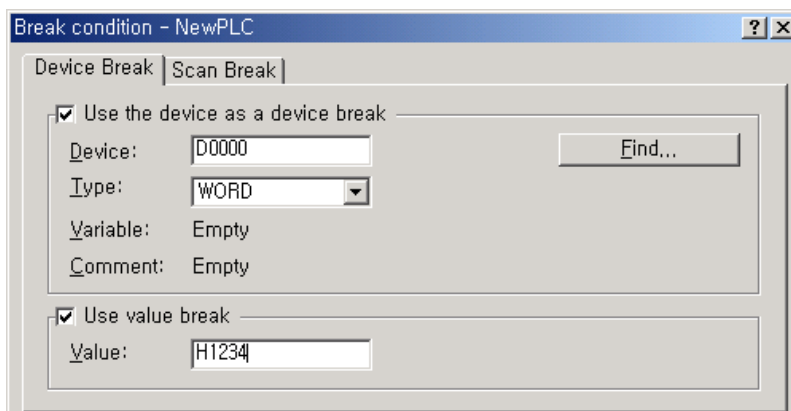 Break condition - NewPLC
Device Break Scan Break
Use the device as a device break
Device: D0000 Find...
Type: WORD
Variable: Empty
Comment: Empty
Use value break
Value: H1234